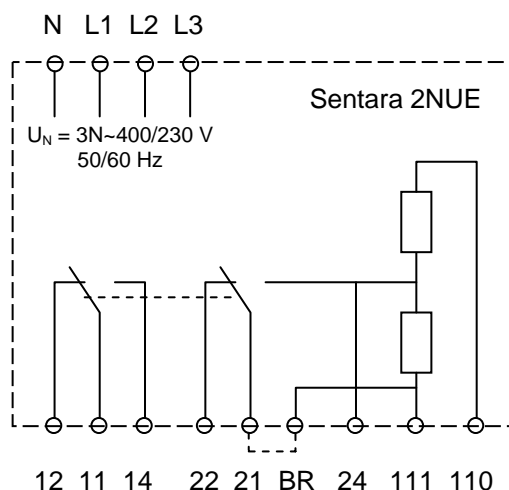 N L1 L2 L3
Sentara 2NUE
U_N = 3N~400/230 V
50/60 Hz
12 11 14 22 21 BR 24 111 110